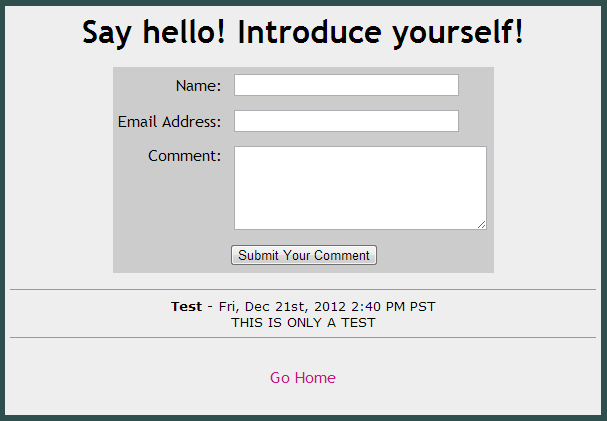 Say hello! Introduce yourself!
Name:
Email Address:
Comment:
Submit Your Comment
Test - Fri, Dec 21st, 2012 2:40 PM PST
THIS IS ONLY A TEST
Go Home